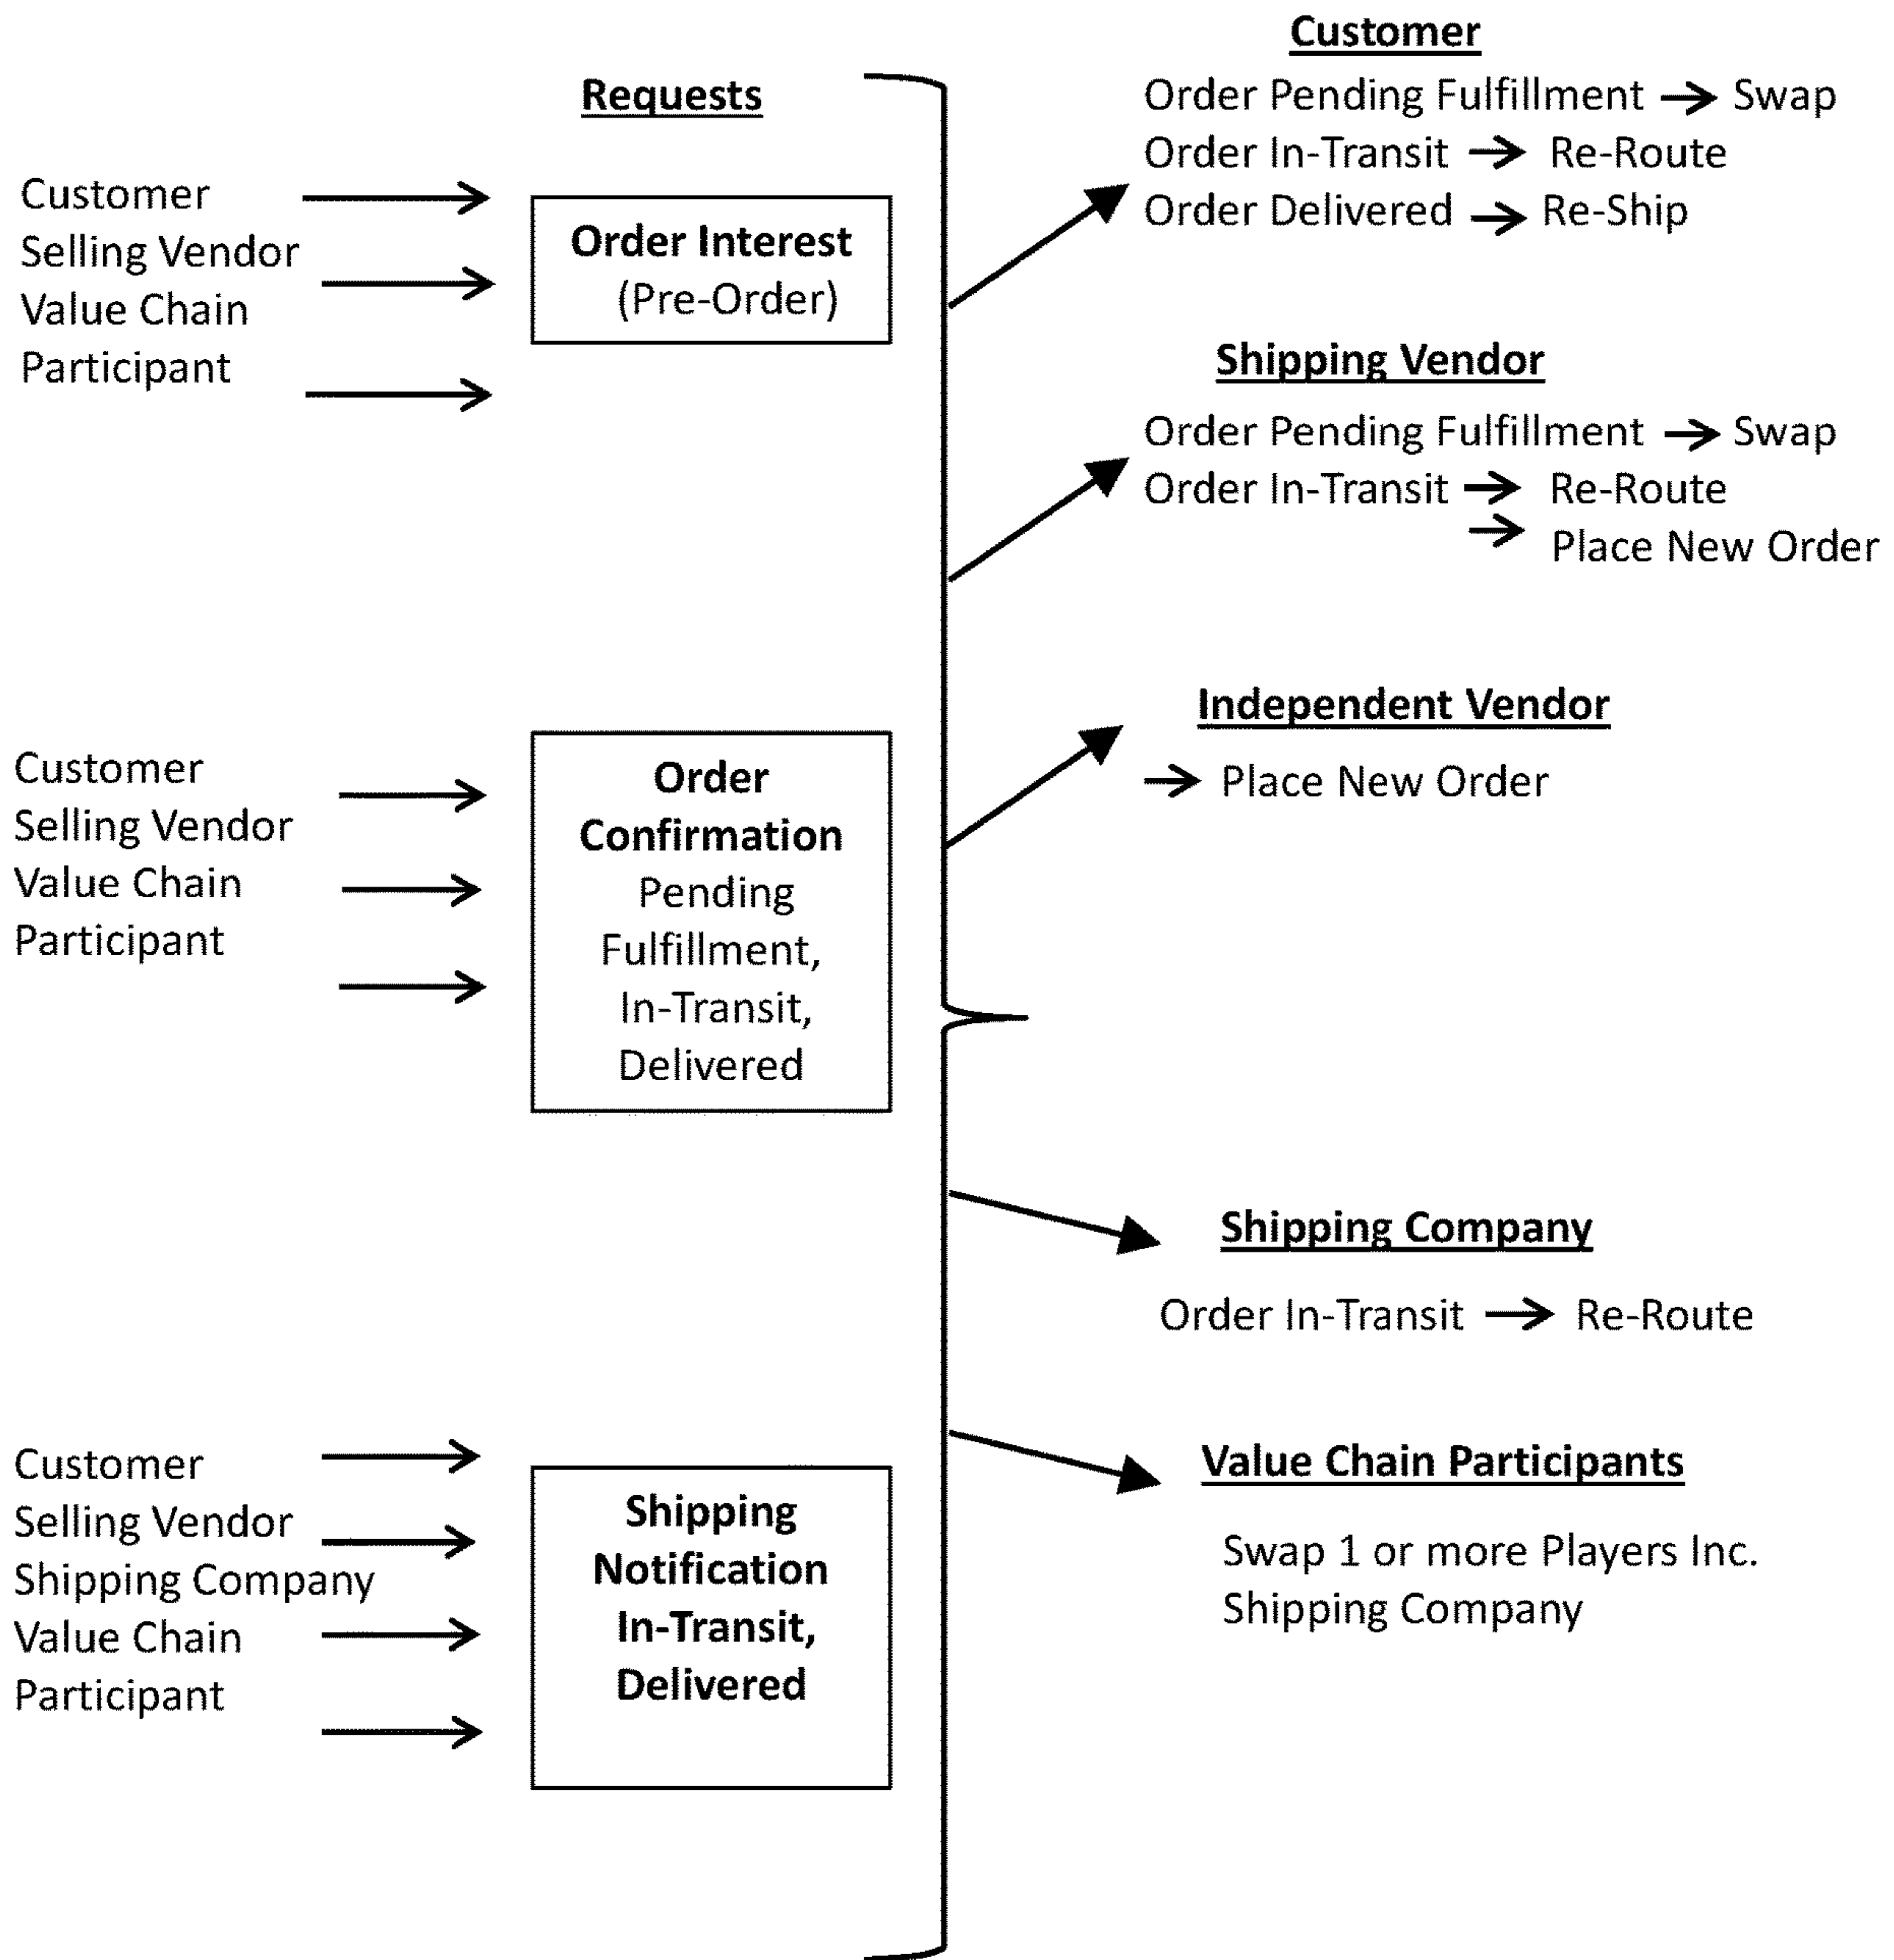 Requests
Customer
Selling Vendor
Value Chain
Participant
Order Interest
(Pre-Order)
Customer
Selling Vendor
Value Chain
Participant
Order
Confirmation
Pending
Fulfillment,
In-Transit,
Delivered
Customer
Selling Vendor
Shipping Company
Value Chain
Participant
Shipping
Notification
In-Transit,
Delivered
Customer
Order Pending Fulfillment → Swap
Order In-Transit → Re-Route
Order Delivered → Re-Ship
Shipping Vendor
Order Pending Fulfillment → Swap
Order In-Transit → Re-Route
→ Place New Order
Independent Vendor
→ Place New Order
Shipping Company
Order In-Transit → Re-Route
Value Chain Participants
Swap 1 or more Players Inc.
Shipping Company